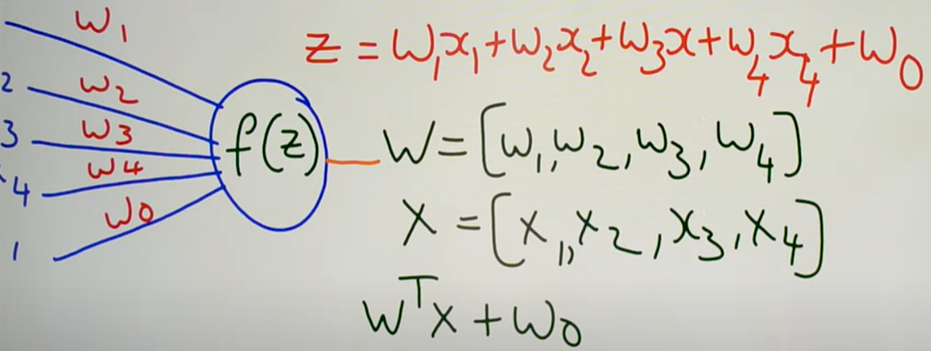 w₁
z = w₁x₁+w₂x₂+w₃x+w₄x₄+w₀
2 w₂
3 w3
4 w4
1 w0
f(z)
W=[w₁,w₂,w₃,w₄]
X=[x₁,x₂,x₃,x₄]
wᵀx+w₀